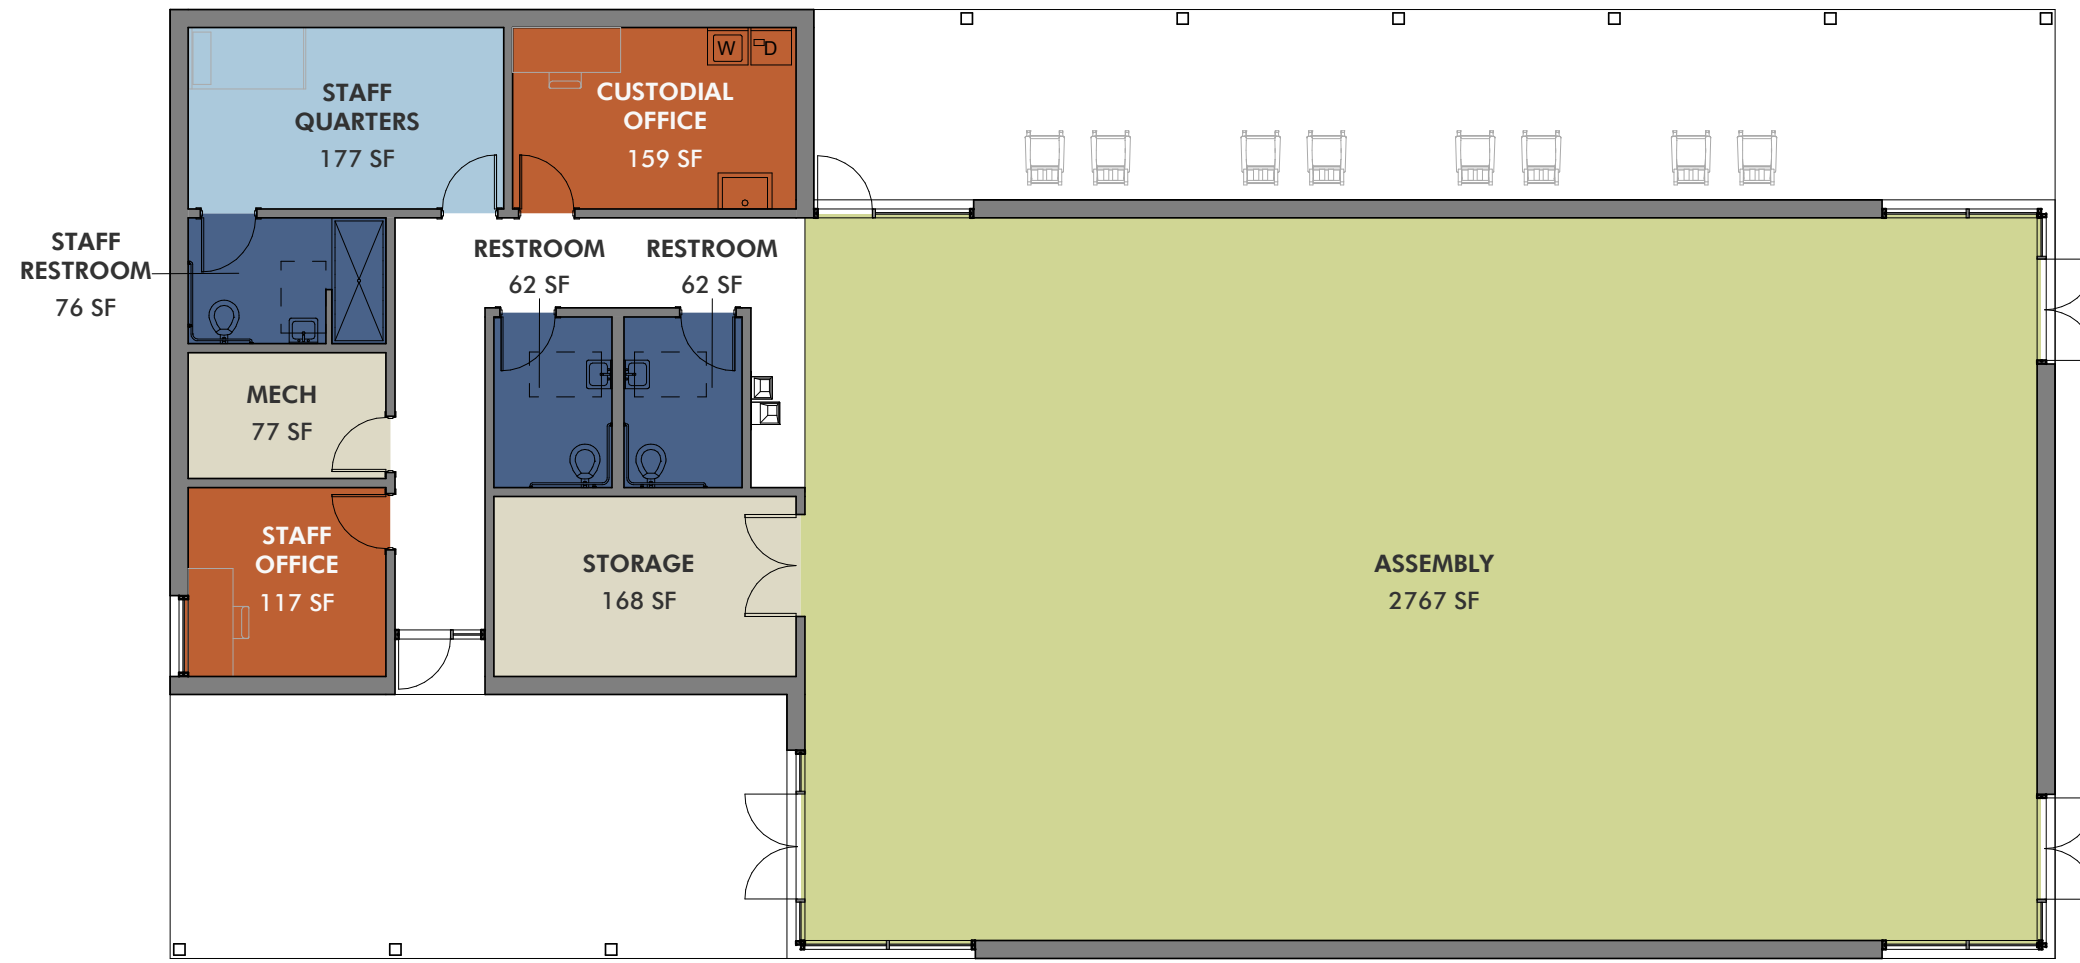 STAFF
QUARTERS
177 SF
CUSTODIAL
OFFICE
159 SF
W
D
STAFF
RESTROOM
76 SF
RESTROOM
62 SF
RESTROOM
62 SF
MECH
77 SF
STAFF
OFFICE
117 SF
STORAGE
168 SF
ASSEMBLY
2767 SF